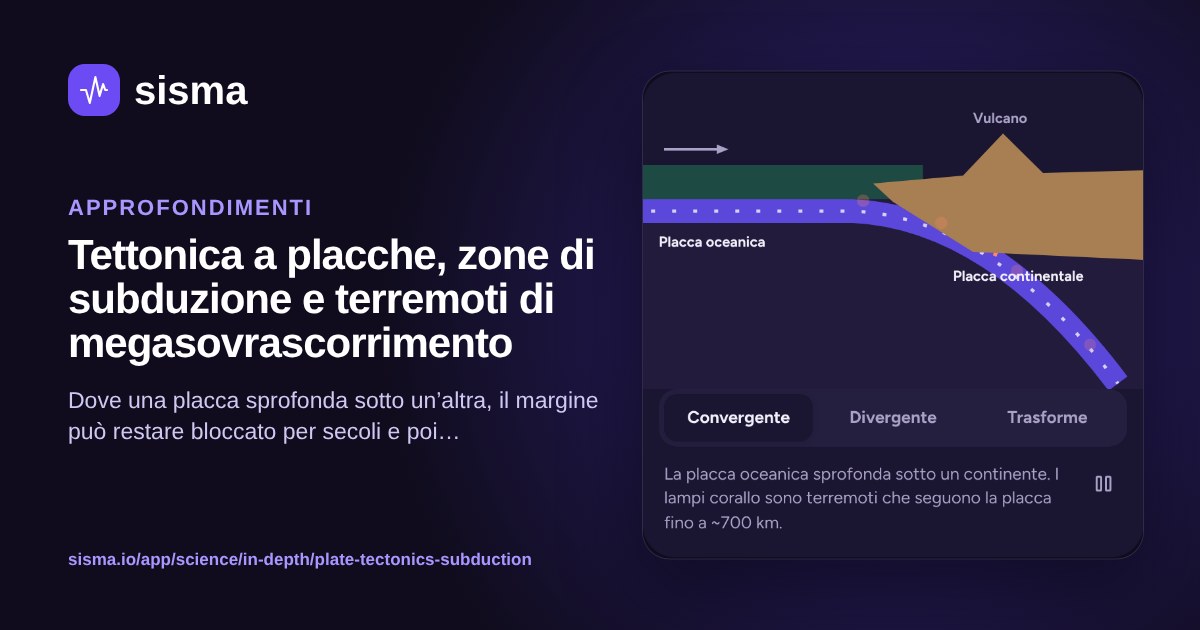 sisma
APPROFONDIMENTI
Tettonica a placche, zone di
subduzione e terremoti di
megasovrascorrimento
Dove una placca sprofonda sotto un’altra, il margine
può restare bloccato per secoli e poi…
sisma.io/app/science/in-depth/plate-tectonics-subduction
Vulcano
Placca oceanica
Placca continentale
Convergente
Divergente
Trasforme
La placca oceanica sprofonda sotto un continente. I
lampi corallo sono terremoti che seguono la placca
fino a ~700 km.